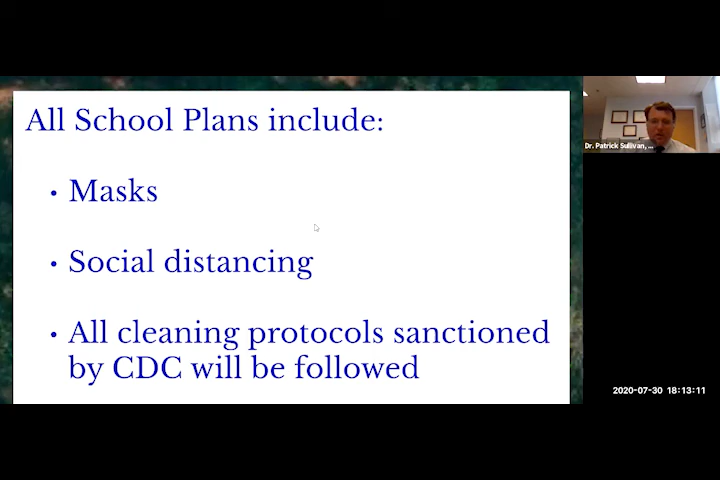 All School Plans include:
• Masks
• Social distancing
• All cleaning protocols sanctioned
by CDC will be followed
Dr. Patrick Sullivan, ...
2020-07-30 18:13:11